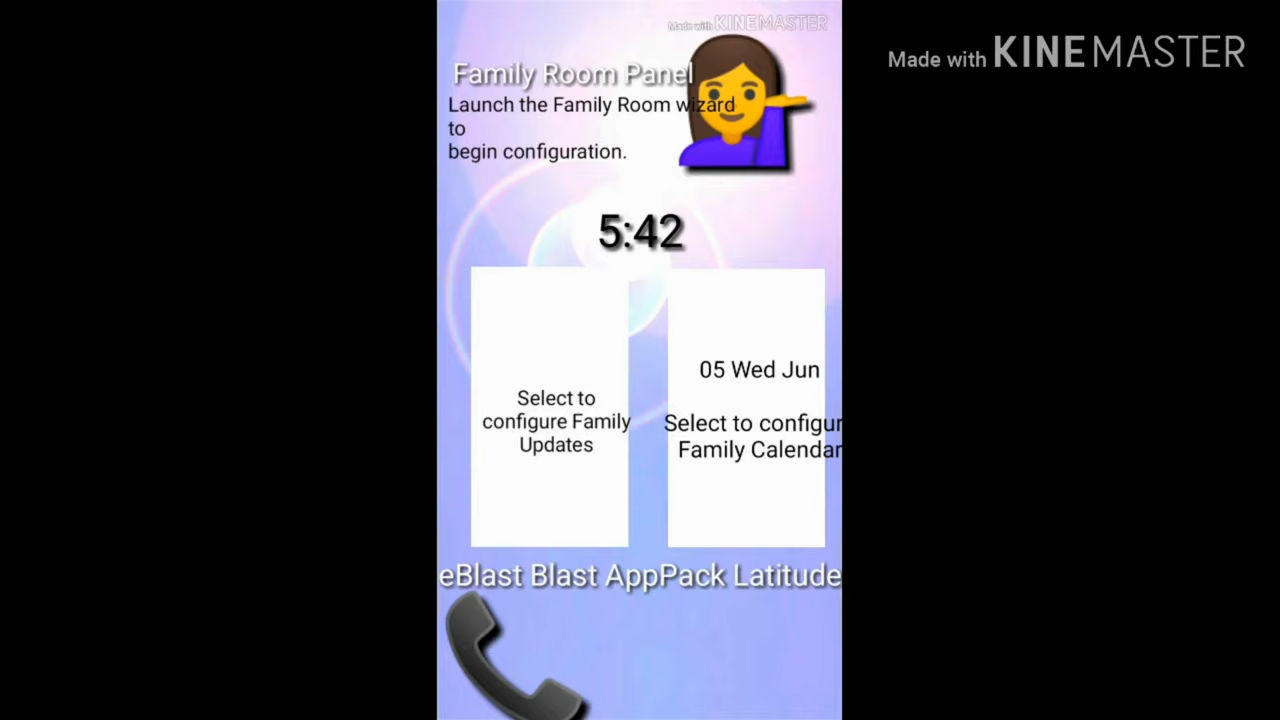 Made with KINEMASTER
Made with KINEMASTER
Family Room Panel
Launch the Family Room wizard
to
begin configuration.
5:42
Select to
configure Family
Updates
05 Wed Jun
Select to configur
Family Calendar
eBlast Blast AppPack Latitude